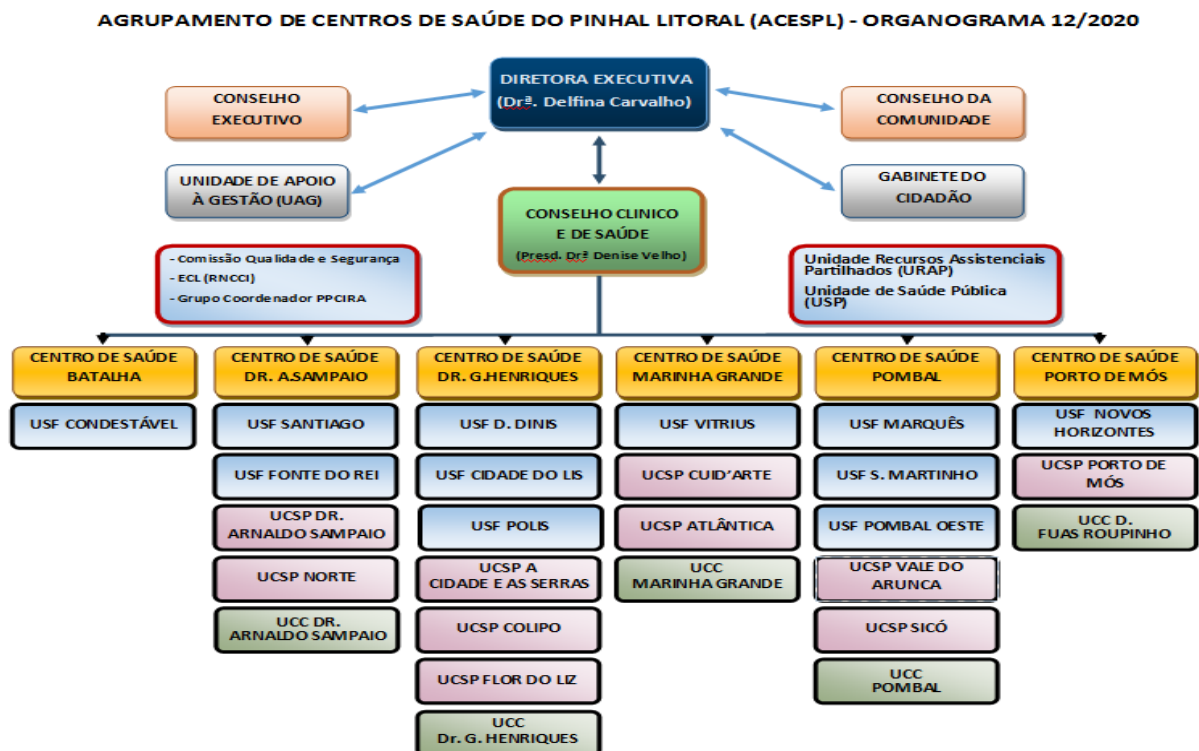 AGRUPAMENTO DE CENTROS DE SAÚDE DO PINHAL LITORAL (ACESPL) - ORGANOGRAMA 12/2020
DIRETORA EXECUTIVA
(Drª. Delfina Carvalho)
CONSELHO
EXECUTIVO
CONSELHO DA
COMUNIDADE
UNIDADE DE APOIO
À GESTÃO (UAG)
GABINETE DO
CIDADÃO
CONSELHO CLINICO
E DE SAÚDE
(Presd. Drª Denise Velho)
- Comissão Qualidade e Segurança
- ECL (RNCCI)
- Grupo Coordenador PPCIRA
Unidade Recursos Assistenciais
Partilhados (URAP)
Unidade de Saúde Pública
(USP)
CENTRO DE SAÚDE
BATALHA
USF CONDESTÁVEL
CENTRO DE SAÚDE
DR. A.SAMPAIO
USF SANTIAGO
USF FONTE DO REI
UCSP DR.
ARNALDO SAMPAIO
UCSP NORTE
UCC DR.
ARNALDO SAMPAIO
CENTRO DE SAÚDE
DR. G.HENRIQUES
USF D. DINIS
USF CIDADE DO LIS
USF POLIS
UCSP A
CIDADE E AS SERRAS
UCSP COLIPO
UCSP FLOR DO LIZ
UCC
Dr. G. HENRIQUES
CENTRO DE SAÚDE
MARINHA GRANDE
USF VITRIUS
UCSP CUID'ARTE
UCSP ATLÂNTICA
UCC
MARINHA GRANDE
CENTRO DE SAÚDE
POMBAL
USF MARQUÊS
USF S. MARTINHO
USF POMBAL OESTE
UCSP VALE DO
ARUNCA
UCSP SICÓ
UCC
POMBAL
CENTRO DE SAÚDE
PORTO DE MÓS
USF NOVOS
HORIZONTES
UCSP PORTO DE
MÓS
UCC D.
FUAS ROUPINHO